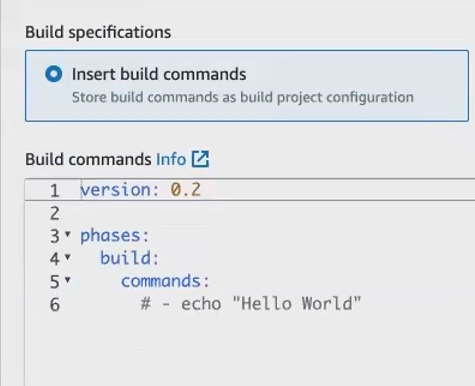 Build specifications
Insert build commands
Store build commands as build project configuration
Build commands Info
1 version: 0.2
2
3 phases:
4 build:
5 commands:
6 # - echo "Hello World"